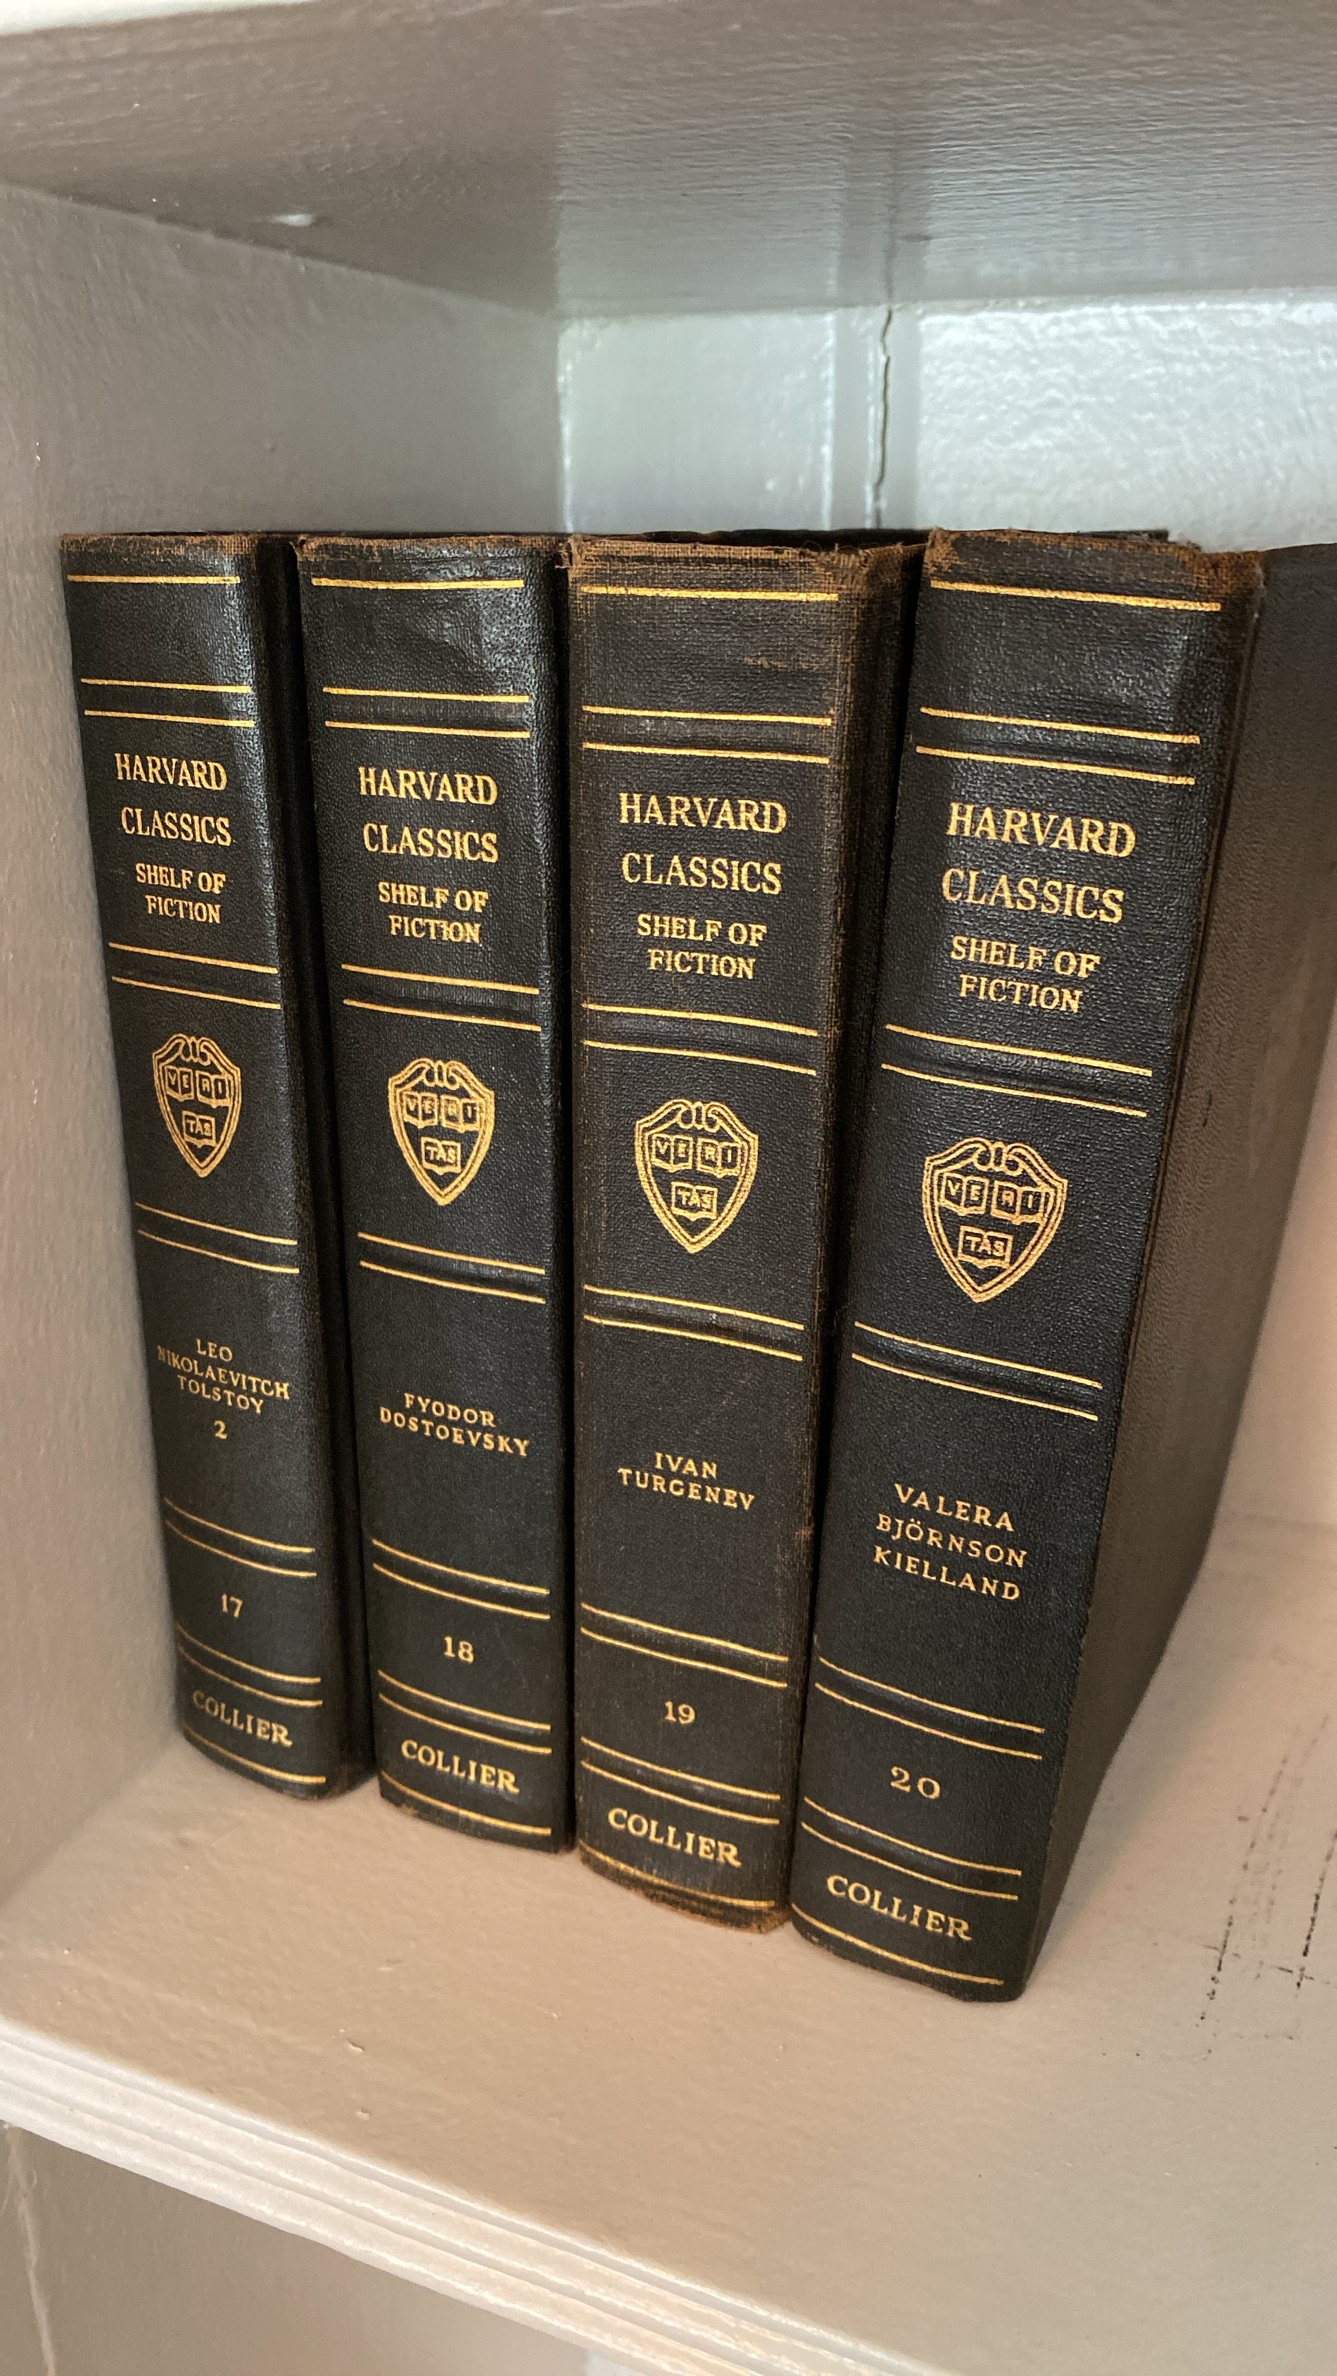 HARVARD
CLASSICS
SHELF OF
FICTION
VE RI
TAS
LEO
NIKOLAEVITCH
TOLSTOY
2
17
COLLIER
HARVARD
CLASSICS
SHELF OF
FICTION
VE RI
TAS
FYODOR
DOSTOEVSKY
18
COLLIER
HARVARD
CLASSICS
SHELF OF
FICTION
VE RI
TAS
IVAN
TURGENEV
19
COLLIER
HARVARD
CLASSICS
SHELF OF
FICTION
VE RI
TAS
VALERA
BJÖRNSON
KIELLAND
20
COLLIER